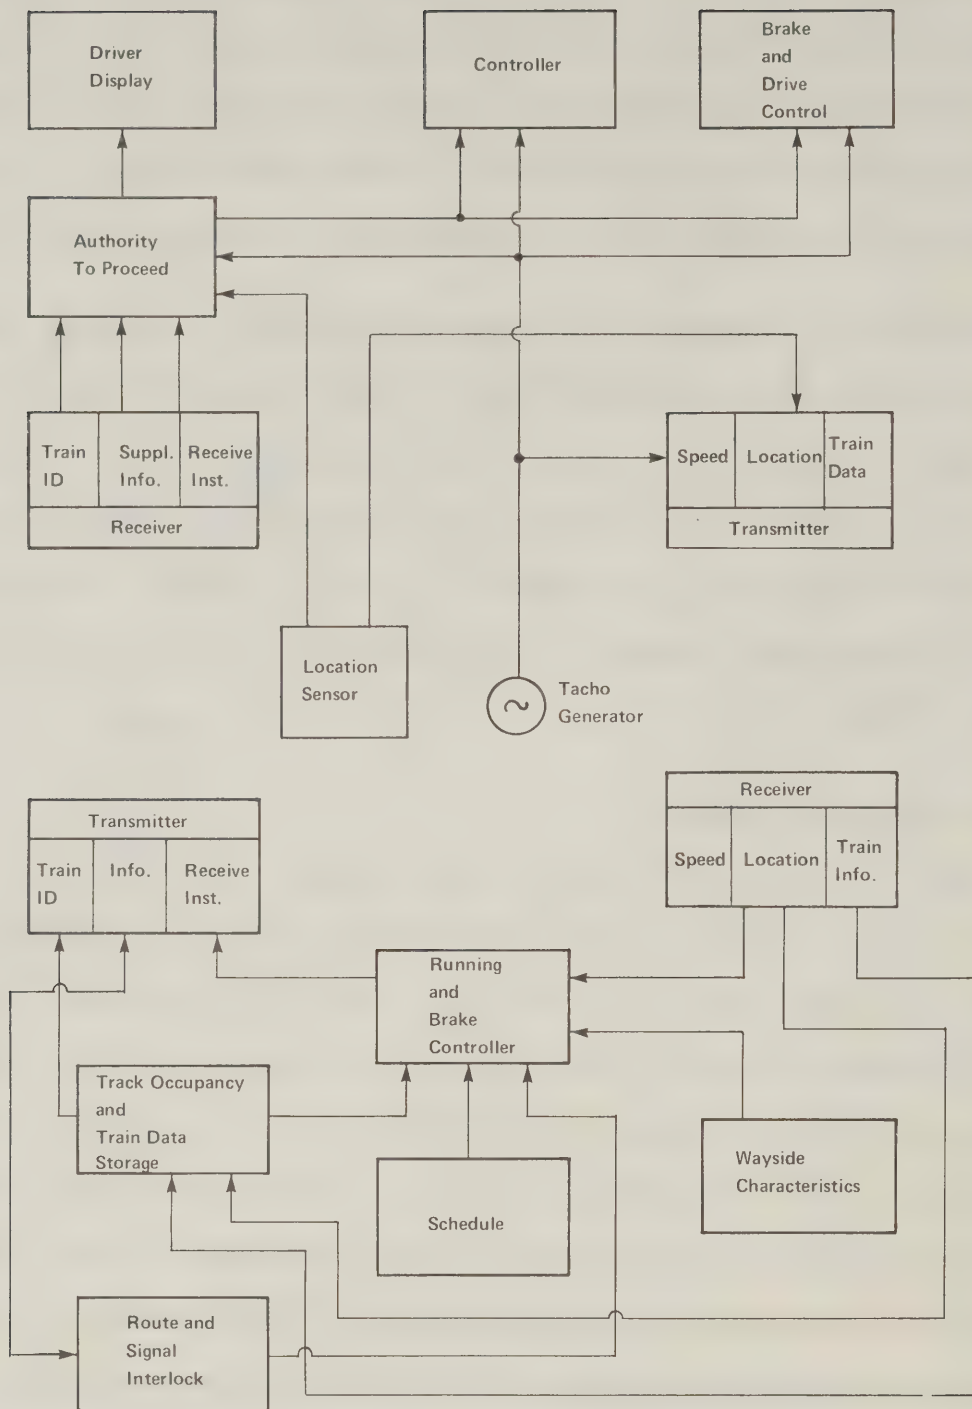 Driver
Display
Controller
Brake
and
Drive
Control
Authority
To Proceed
Train
ID
Suppl.
Info.
Receive
Inst.
Receiver
Speed
Location
Train
Data
Transmitter
Location
Sensor
Tacho
Generator
Transmitter
Train
ID
Info.
Receive
Inst.
Receiver
Speed
Location
Train
Info.
Running
and
Brake
Controller
Track Occupancy
and
Train Data
Storage
Schedule
Wayside
Characteristics
Route and
Signal
Interlock